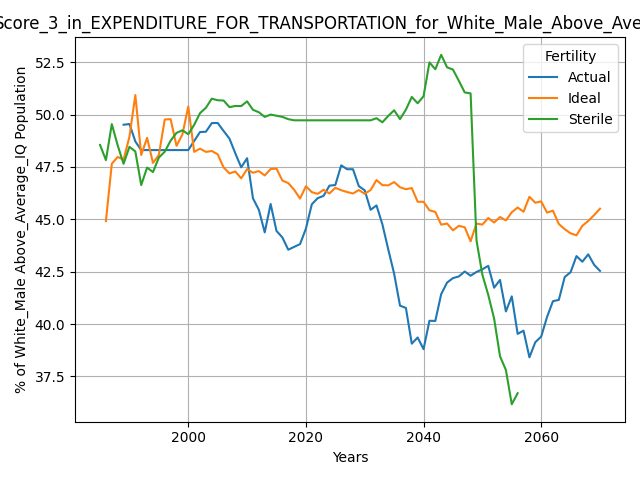 Score_3_in_EXPENDITURE_FOR_TRANSPORTATION_for_White_Male_Above_Ave
% of White_Male Above_Average_IQ Population
52.5
50.0
47.5
45.0
42.5
40.0
37.5
Fertility
Actual
Ideal
Sterile
2000
2020
2040
2060
Years